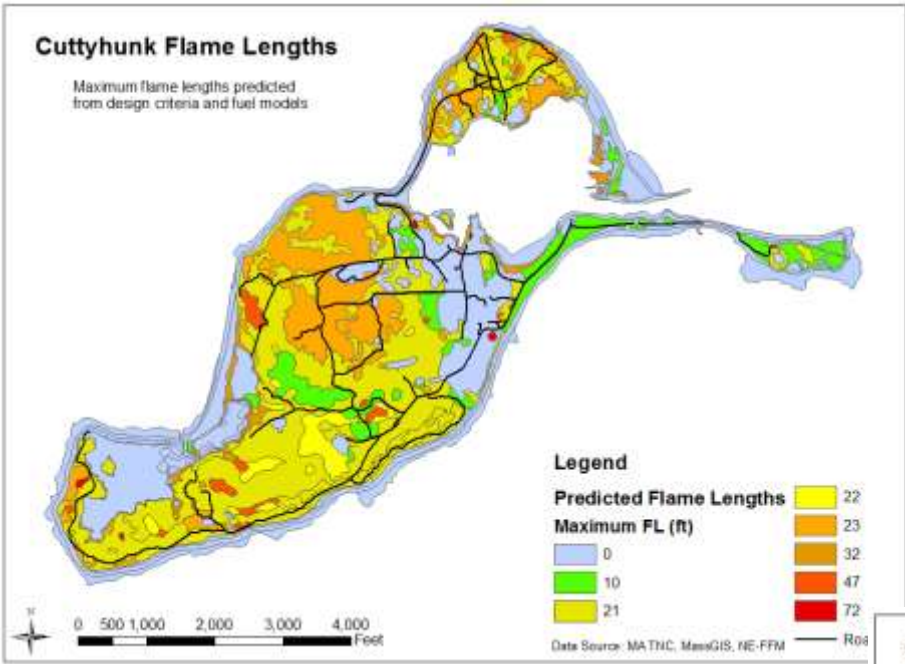 Cuttyhunk Flame Lengths
Maximum flame lengths predicted
from design criteria and fuel models
Legend
Predicted Flame Lengths
Maximum FL (ft)
0
10
21
22
23
32
47
72
Roa
N
0 500 1,000 2,000 3,000 4,000
Feet
Data Source: MA TNC, MassGIS, NE-FFM